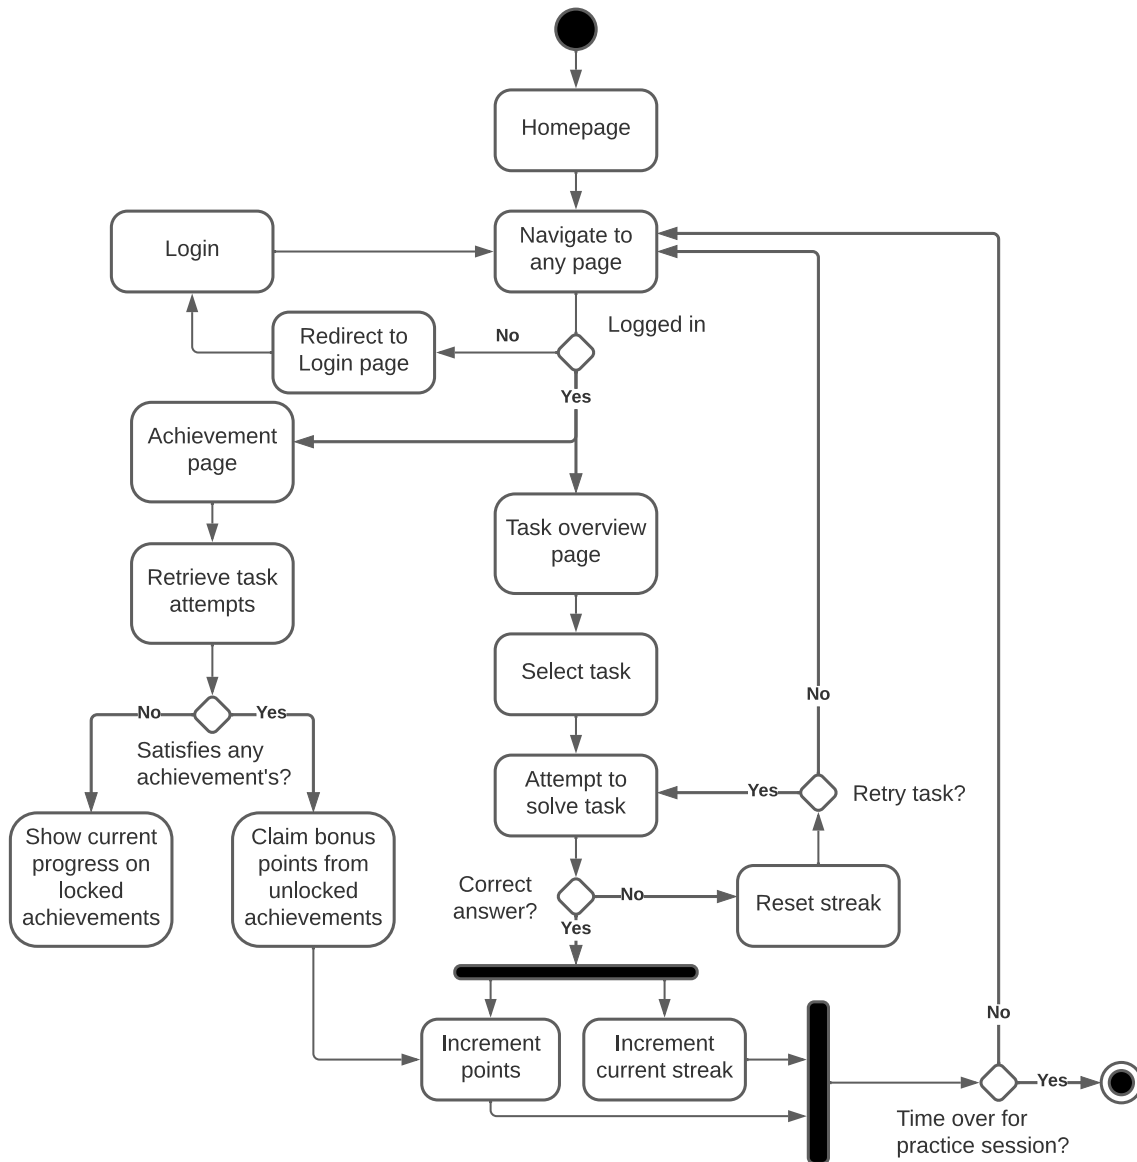 Homepage
Navigate to
any page
Login
Redirect to
Login page
No
Logged in
Yes
Achievement
page
Task overview
page
Retrieve task
attempts
Select task
No
No
Yes
Satisfies any
achievement's?
Attempt to
solve task
Yes
Retry task?
Show current
progress on
locked
achievements
Claim bonus
points from
unlocked
achievements
Correct
answer?
No
Reset streak
Yes
Increment
points
Increment
current streak
No
Yes
Time over for
practice session?